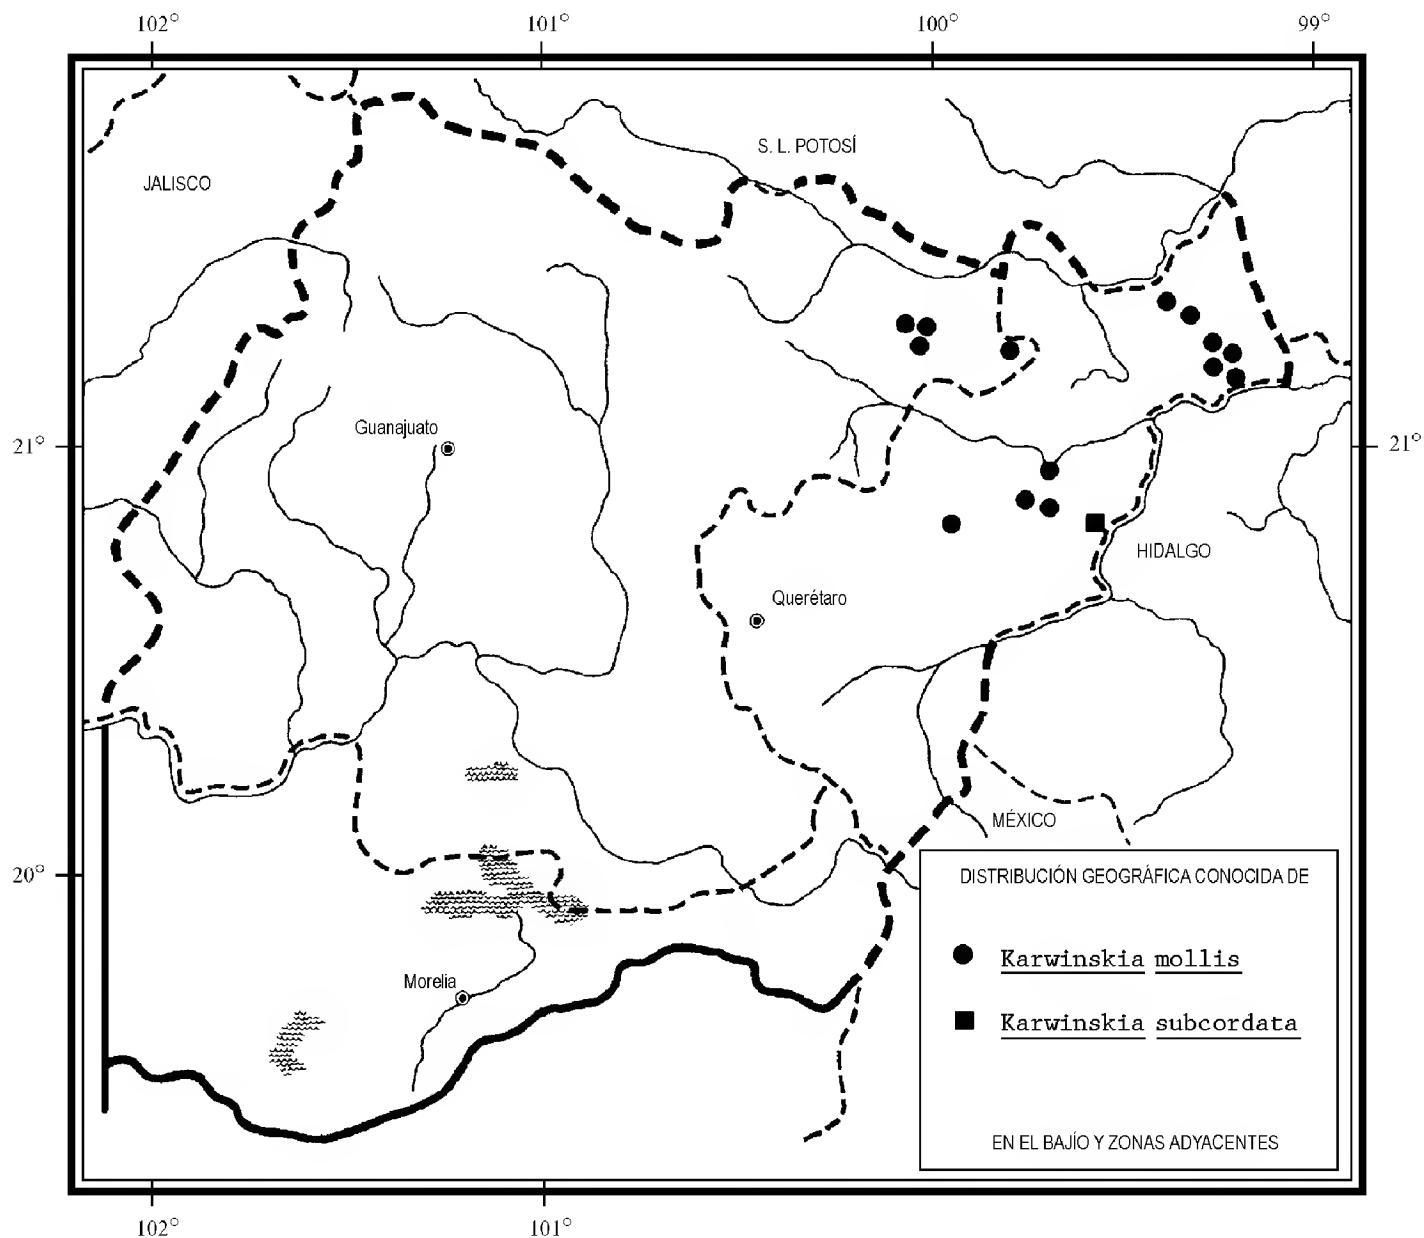 102° 101° 100° 99°
S. L. POTOSÍ
JALISCO
Guanajuato
21° 21°
HIDALGO
Querétaro
MÉXICO
20°
DISTRIBUCIÓN GEOGRÁFICA CONOCIDA DE
Karwinskia mollis
Morelia
Karwinskia subcordata
EN EL BAJÍO Y ZONAS ADYACENTES
102° 101°